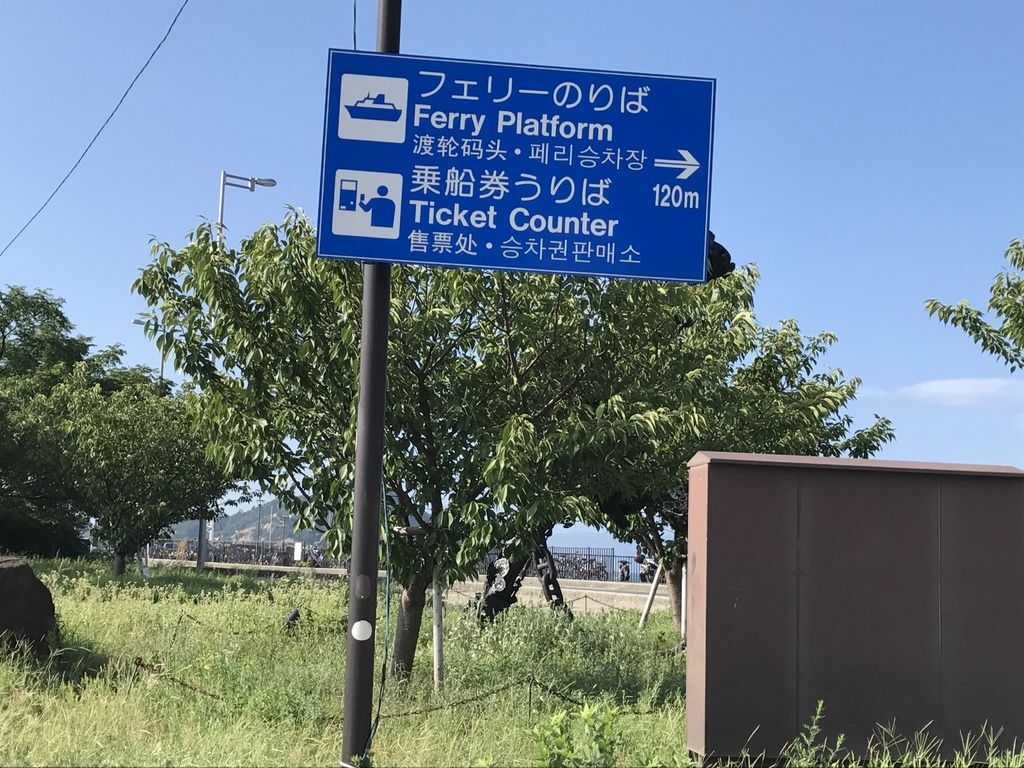 フェリーのりば
Ferry Platform
渡轮码头・페리승차장
乗船券うりば
Ticket Counter
售票处・승차권판매소
120m